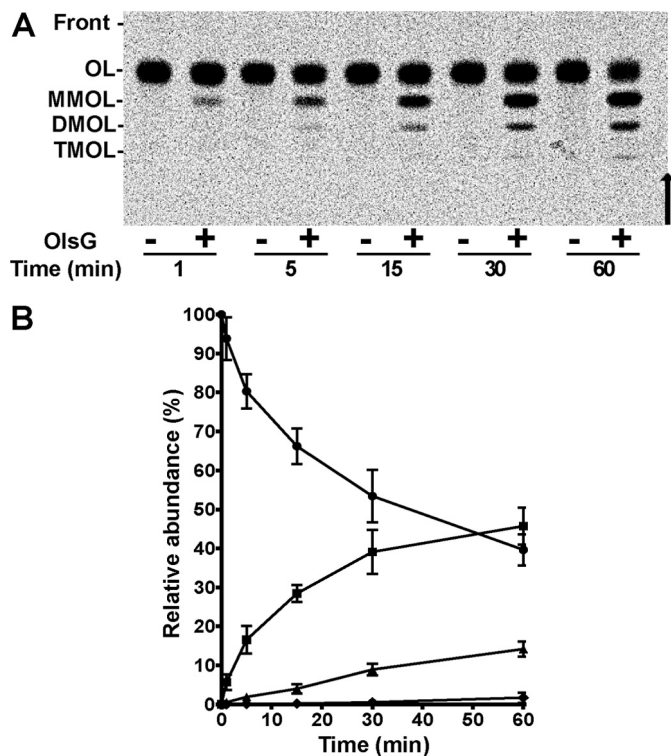 A
Front -
OL-
MMOL-
DMOL-
TMOL-
OlsG - + - + - + - + - +
Time (min) 1 5 15 30 60
B
Relative abundance (%)
100
90
80
70
60
50
40
30
20
10
0
0 10 20 30 40 50 60
Time (min)